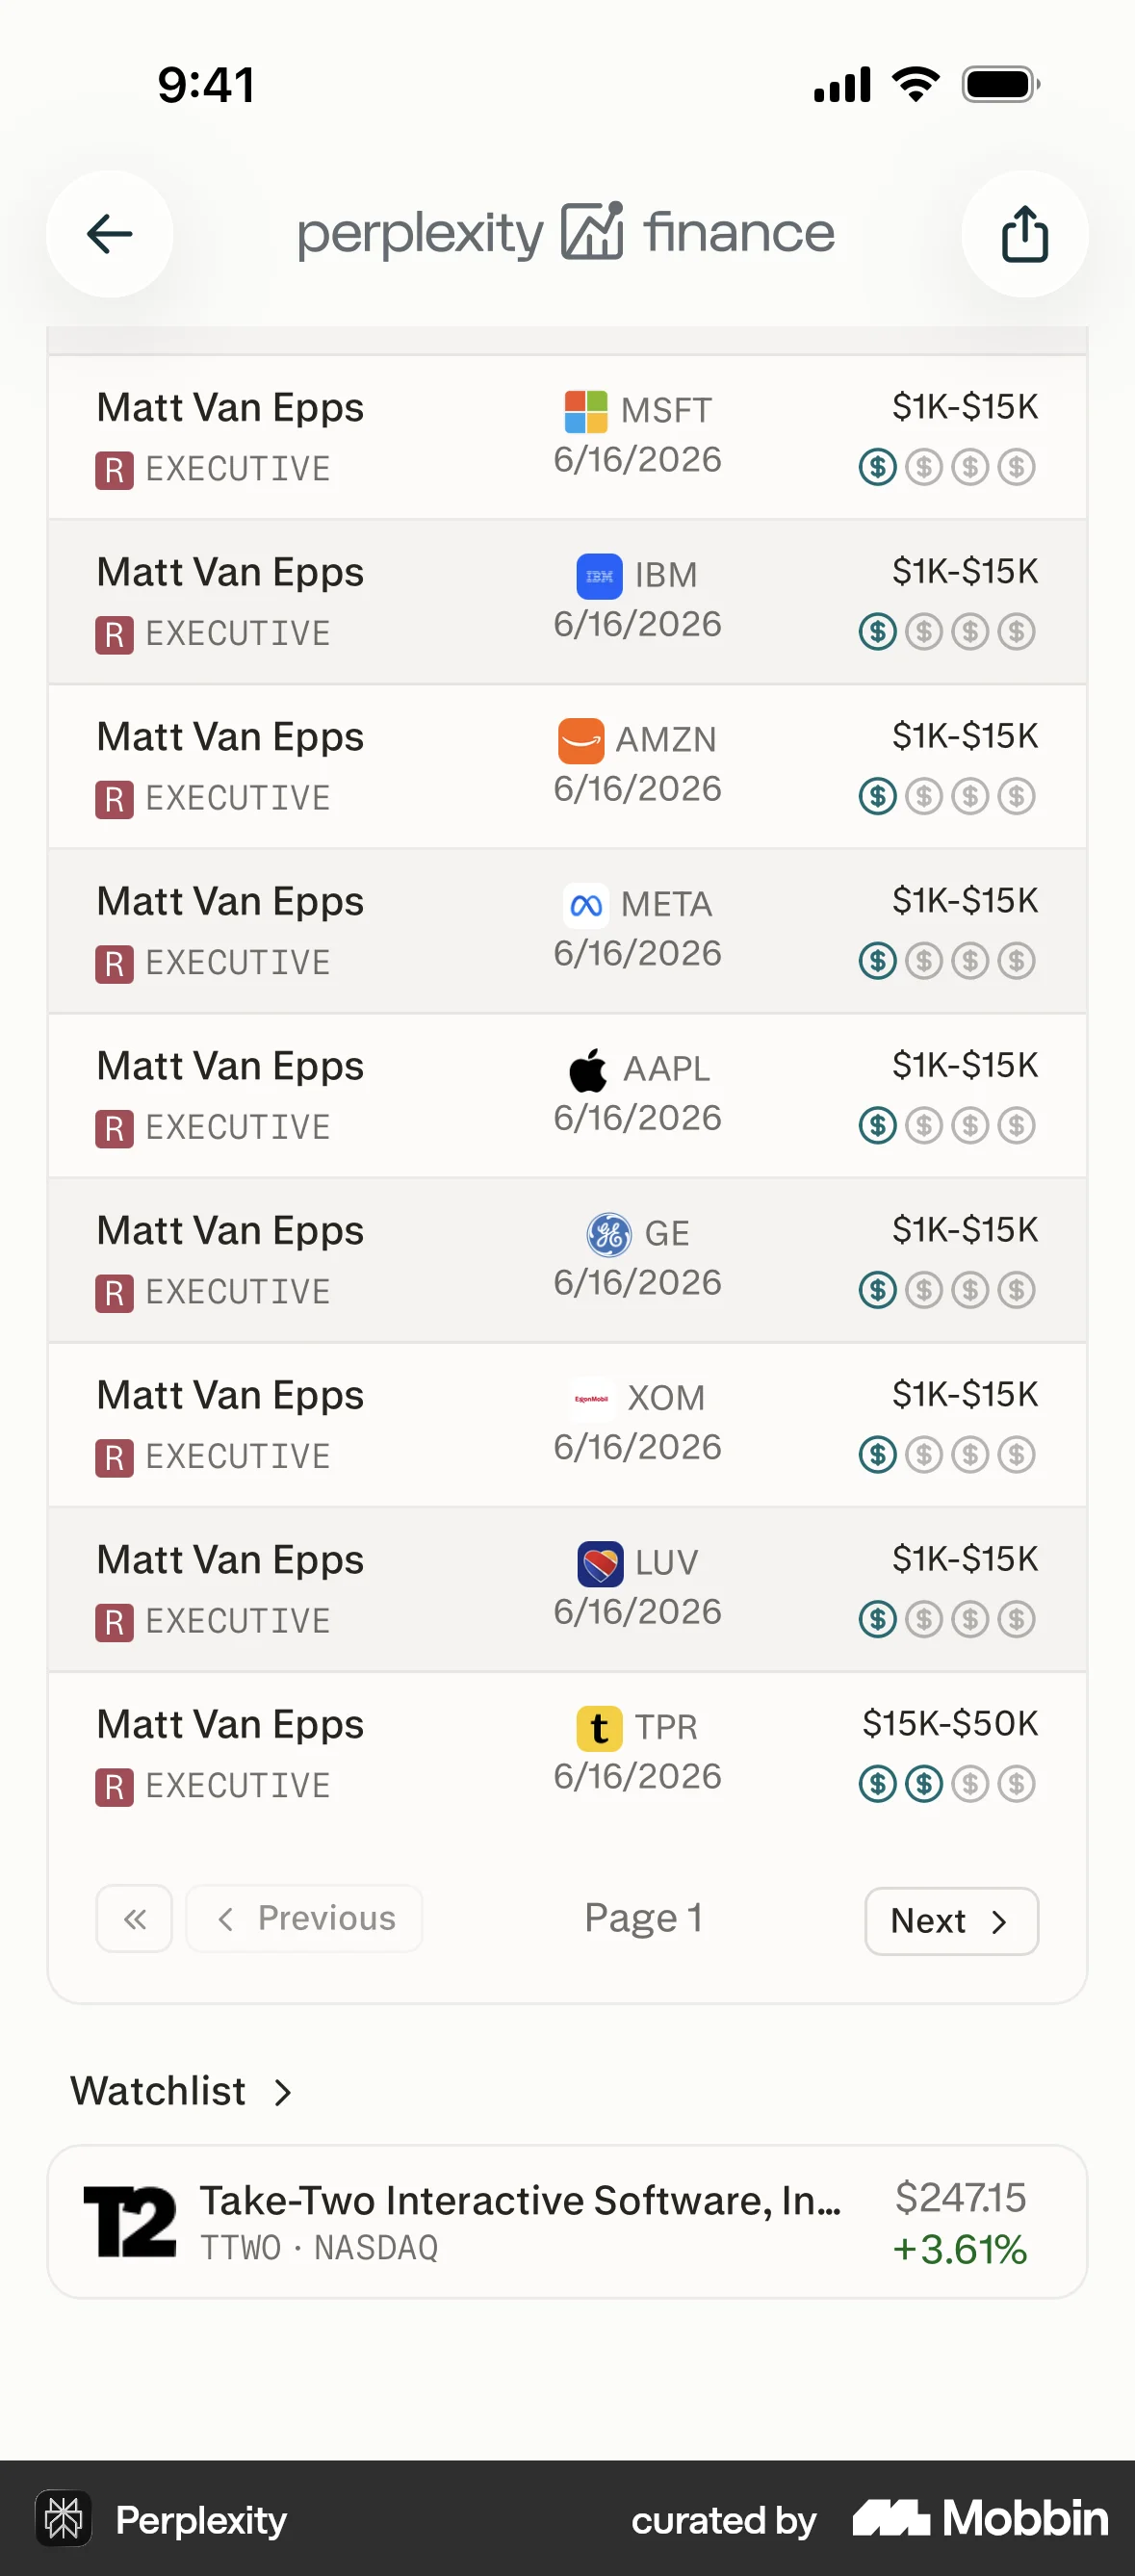 9:41
perplexity finance
Matt Van Epps MSFT $1K-$15K
R EXECUTIVE 6/16/2026
Matt Van Epps IBM IBM $1K-$15K
R EXECUTIVE 6/16/2026
Matt Van Epps AMZN $1K-$15K
R EXECUTIVE 6/16/2026
Matt Van Epps META $1K-$15K
R EXECUTIVE 6/16/2026
Matt Van Epps AAPL $1K-$15K
R EXECUTIVE 6/16/2026
Matt Van Epps GE GE $1K-$15K
R EXECUTIVE 6/16/2026
Matt Van Epps ExxonMobil XOM $1K-$15K
R EXECUTIVE 6/16/2026
Matt Van Epps LUV $1K-$15K
R EXECUTIVE 6/16/2026
Matt Van Epps t TPR $15K-$50K
R EXECUTIVE 6/16/2026
« < Previous Page 1 Next >
Watchlist >
T2 Take-Two Interactive Software, In... $247.15
TTWO · NASDAQ +3.61%
Perplexity curated by Mobbin